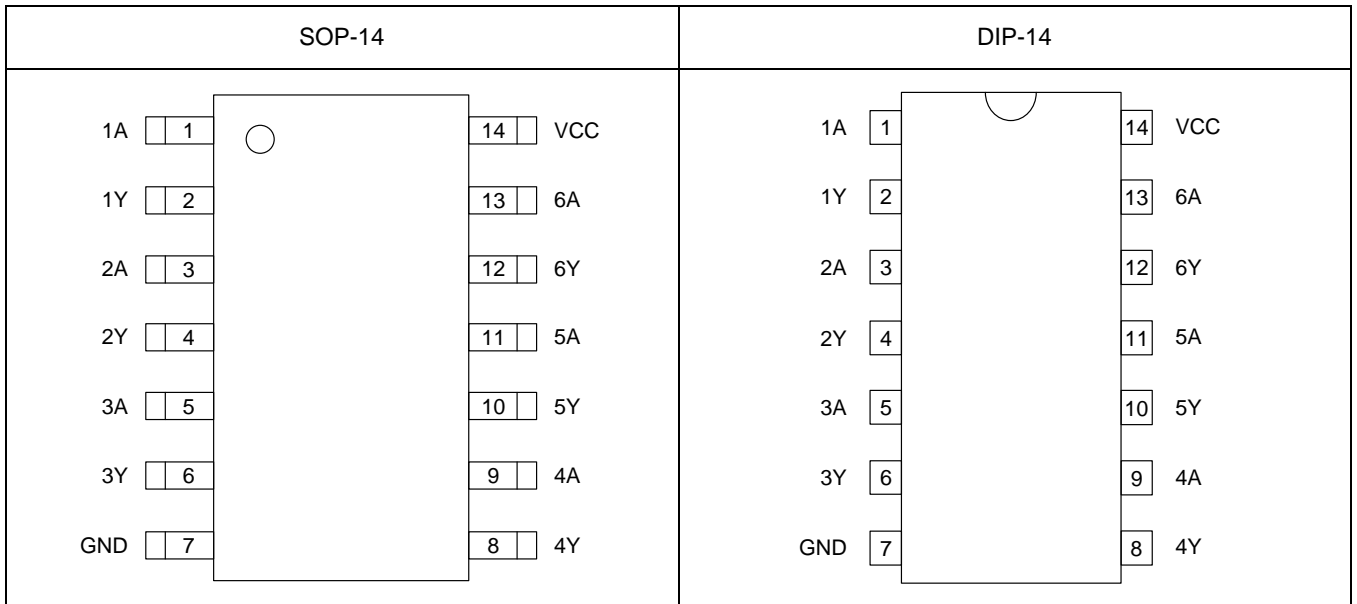 SOP-14
DIP-14
1A 1 14 VCC
1Y 2 13 6A
2A 3 12 6Y
2Y 4 11 5A
3A 5 10 5Y
3Y 6 9 4A
GND 7 8 4Y
1A 1 14 VCC
1Y 2 13 6A
2A 3 12 6Y
2Y 4 11 5A
3A 5 10 5Y
3Y 6 9 4A
GND 7 8 4Y